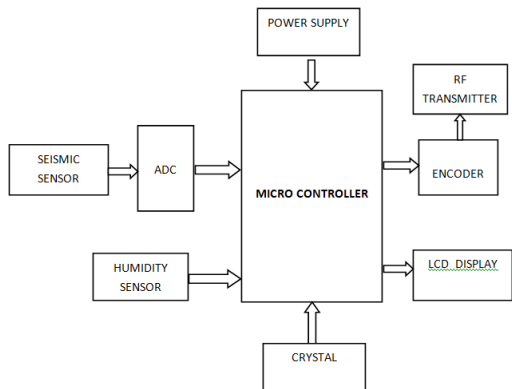 POWER SUPPLY
RF
TRANSMITTER
SEISMIC
SENSOR
ADC
MICRO CONTROLLER
ENCODER
HUMIDITY
SENSOR
LCD DISPLAY
CRYSTAL